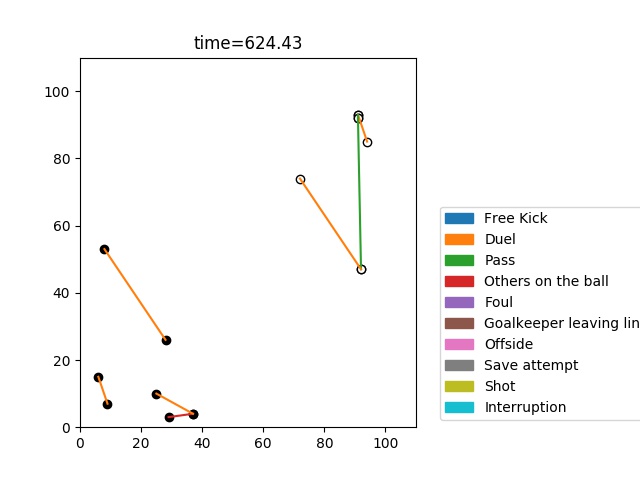 time=624.43
100
80
60
40
20
0
0 20 40 60 80 100
Free Kick
Duel
Pass
Others on the ball
Foul
Goalkeeper leaving lin
Offside
Save attempt
Shot
Interruption